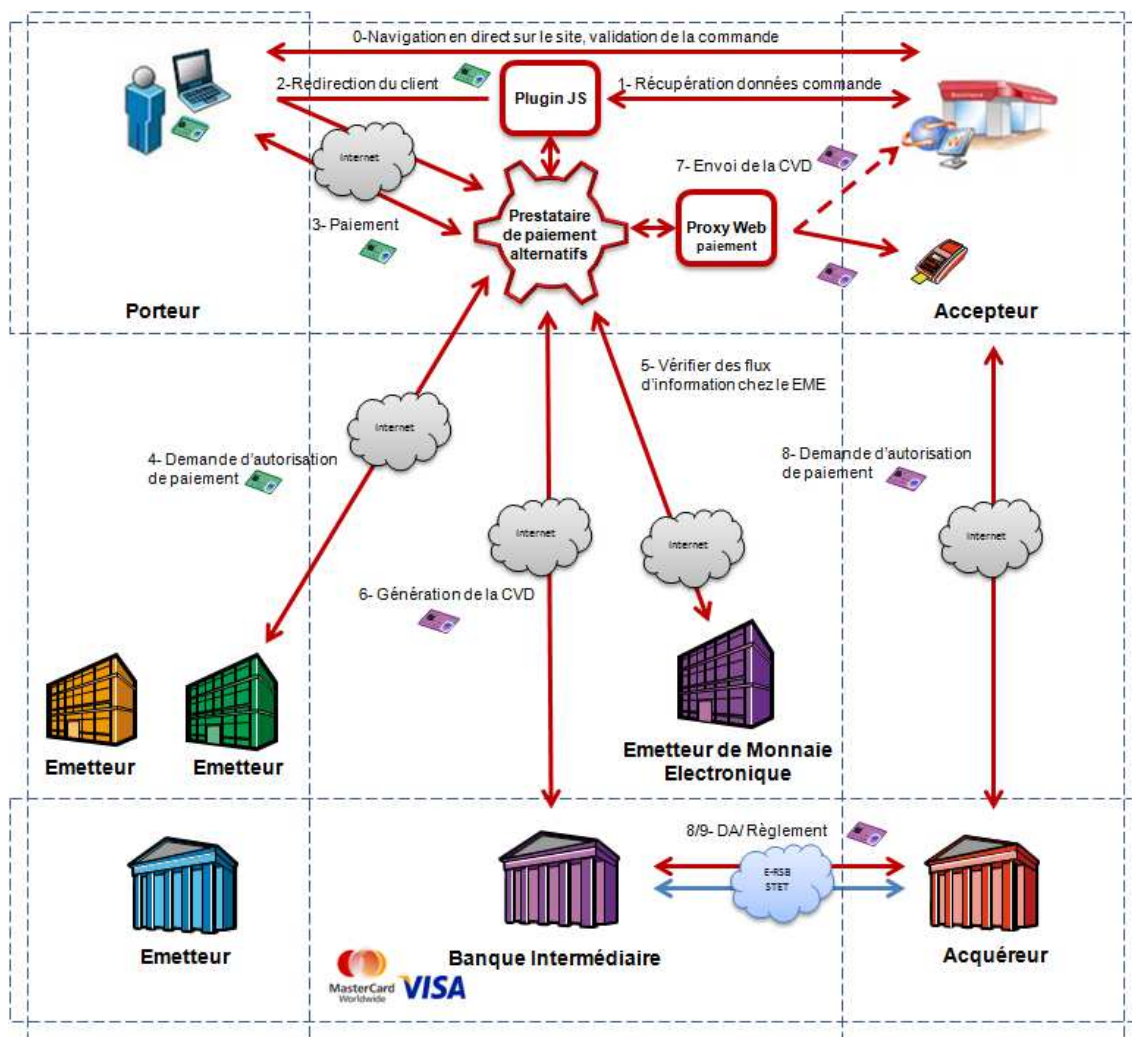 0-Navigation en direct sur le site, validation de la commande
2-Redirection du client
Plugin JS
1- Récupération données commande
Internet
7- Envoi de la CVD
3- Paiement
Prestataire
de paiement
alternatifs
Proxy Web
paiement
Porteur
Accepteur
5- Vérifier des flux
d'information chez le EME
Internet
4- Demande d'autorisation
de paiement
8- Demande d'autorisation
de paiement
Internet
Internet
Internet
6- Génération de la CVD
Emetteur
Emetteur
Emetteur de Monnaie
Electronique
8/9- DA/ Règlement
E-RSB
STET
Emetteur
Banque Intermédiaire
Acquéreur
MasterCard
Worldwide
VISA